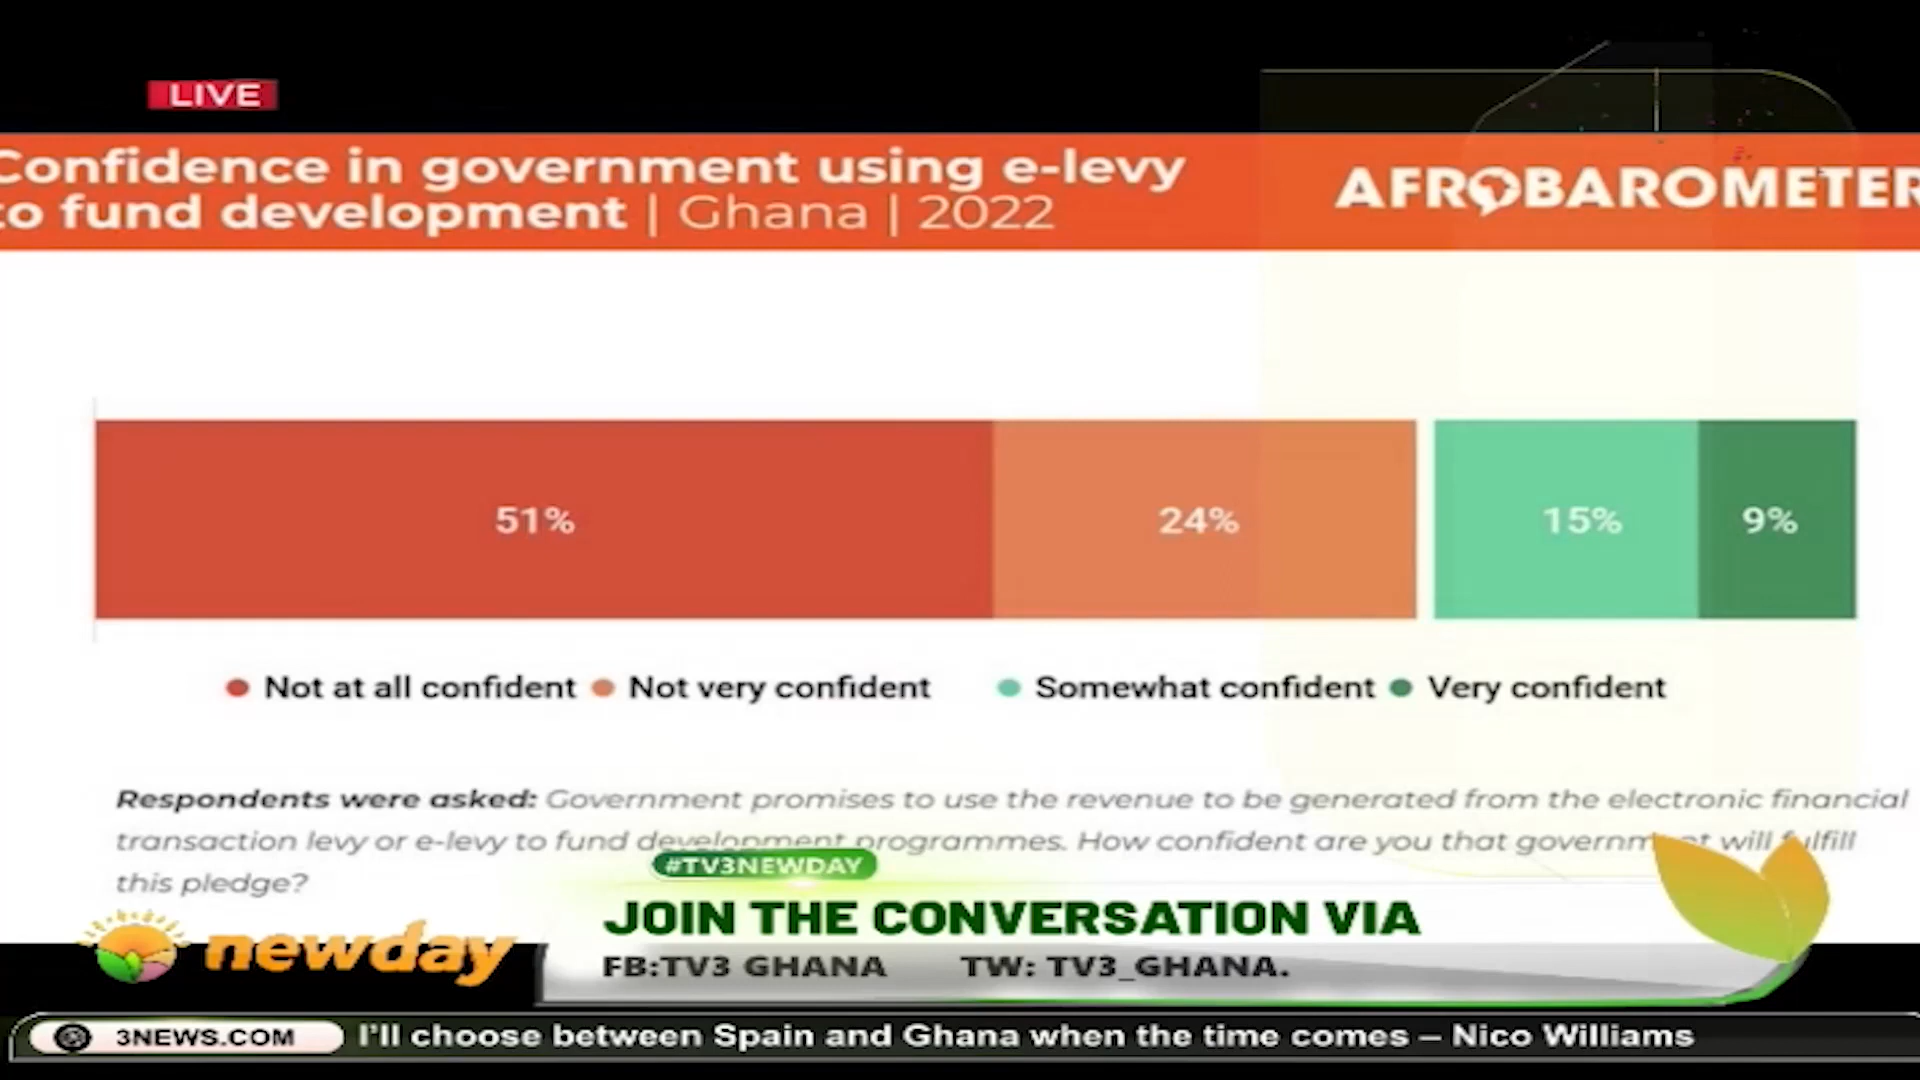 LIVE
Confidence in government using e-levy
to fund development | Ghana | 2022
AFROBAROMETER
51%
24%
15%
9%
Not at all confident
Not very confident
Somewhat confident
Very confident
Respondents were asked: Government promises to use the revenue to be generated from the electronic financial
transaction levy or e-levy to fund development programmes. How confident are you that government will fulfill
this pledge?
#TV3NEWDAY
JOIN THE CONVERSATION VIA
FB:TV3 GHANA TW: TV3_GHANA.
newday
3NEWS.COM
I'll choose between Spain and Ghana when the time comes – Nico Williams